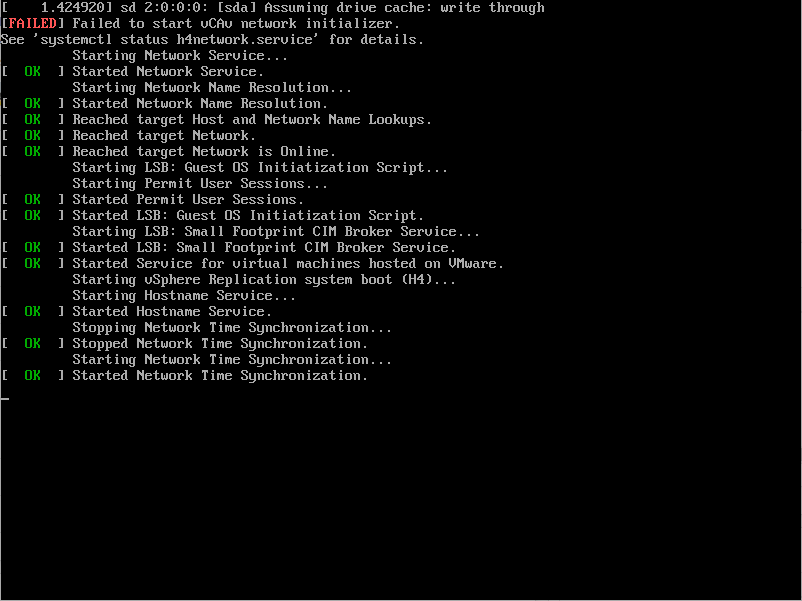 [    1.424920] sd 2:0:0:0: [sda] Assuming drive cache: write through
[FAILED] Failed to start vCAv network initializer.
See 'systemctl status h4network.service' for details.
         Starting Network Service...
[  OK  ] Started Network Service.
         Starting Network Name Resolution...
[  OK  ] Started Network Name Resolution.
[  OK  ] Reached target Host and Network Name Lookups.
[  OK  ] Reached target Network.
[  OK  ] Reached target Network is Online.
         Starting LSB: Guest OS Initiatization Script...
         Starting Permit User Sessions...
[  OK  ] Started Permit User Sessions.
[  OK  ] Started LSB: Guest OS Initiatization Script.
         Starting LSB: Small Footprint CIM Broker Service...
[  OK  ] Started LSB: Small Footprint CIM Broker Service.
[  OK  ] Started Service for virtual machines hosted on VMware.
         Starting vSphere Replication system boot (H4)...
         Starting Hostname Service...
[  OK  ] Started Hostname Service.
         Stopping Network Time Synchronization...
[  OK  ] Stopped Network Time Synchronization.
         Starting Network Time Synchronization...
[  OK  ] Started Network Time Synchronization.